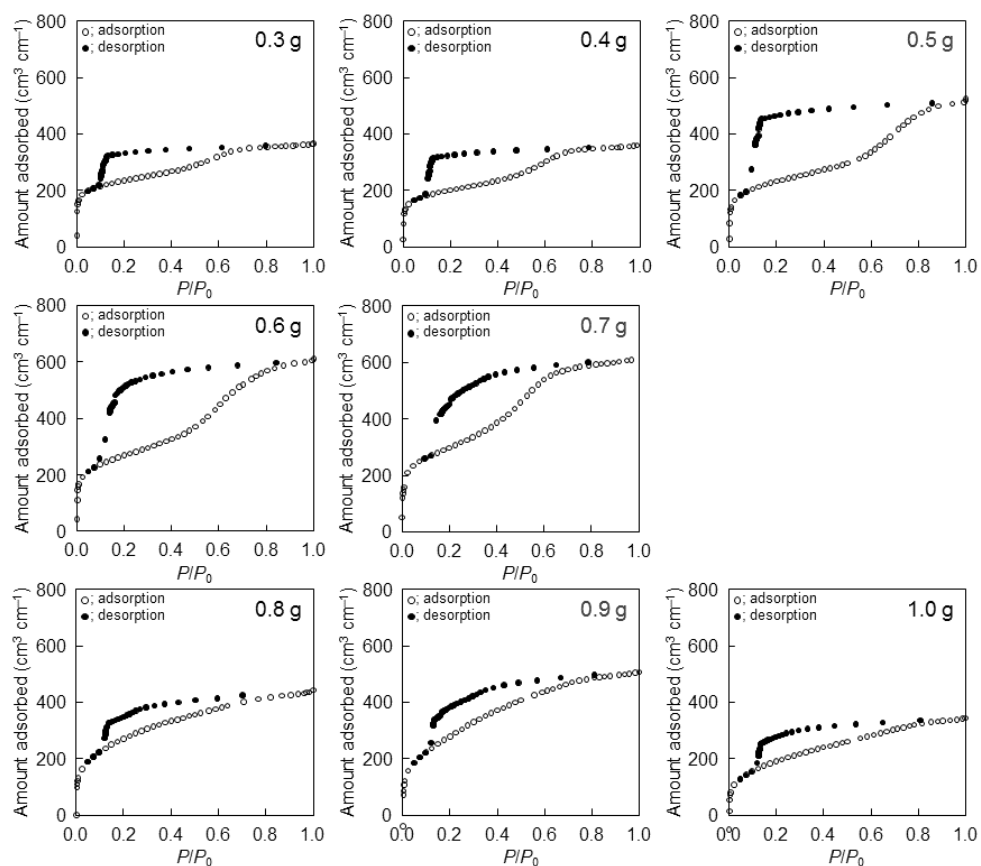 ○; adsorption
●; desorption
0.3 g
Amount adsorbed (cm³ cm⁻¹)
800
600
400
200
0
0.0 0.2 0.4 0.6 0.8 1.0
P/P₀
○; adsorption
●; desorption
0.4 g
Amount adsorbed (cm³ cm⁻¹)
800
600
400
200
0
0.0 0.2 0.4 0.6 0.8 1.0
P/P₀
○; adsorption
●; desorption
0.5 g
Amount adsorbed (cm³ cm⁻¹)
800
600
400
200
0
0.0 0.2 0.4 0.6 0.8 1.0
P/P₀
○; adsorption
●; desorption
0.6 g
Amount adsorbed (cm³ cm⁻¹)
800
600
400
200
0
0.0 0.2 0.4 0.6 0.8 1.0
P/P₀
○; adsorption
●; desorption
0.7 g
Amount adsorbed (cm³ cm⁻¹)
800
600
400
200
0
0.0 0.2 0.4 0.6 0.8 1.0
P/P₀
○; adsorption
●; desorption
0.8 g
Amount adsorbed (cm³ cm⁻¹)
800
600
400
200
0
0.0 0.2 0.4 0.6 0.8 1.0
P/P₀
○; adsorption
●; desorption
0.9 g
Amount adsorbed (cm³ cm⁻¹)
800
600
400
200
0
0.0 0.2 0.4 0.6 0.8 1.0
P/P₀
○; adsorption
●; desorption
1.0 g
Amount adsorbed (cm³ cm⁻¹)
800
600
400
200
0
0.0 0.2 0.4 0.6 0.8 1.0
P/P₀